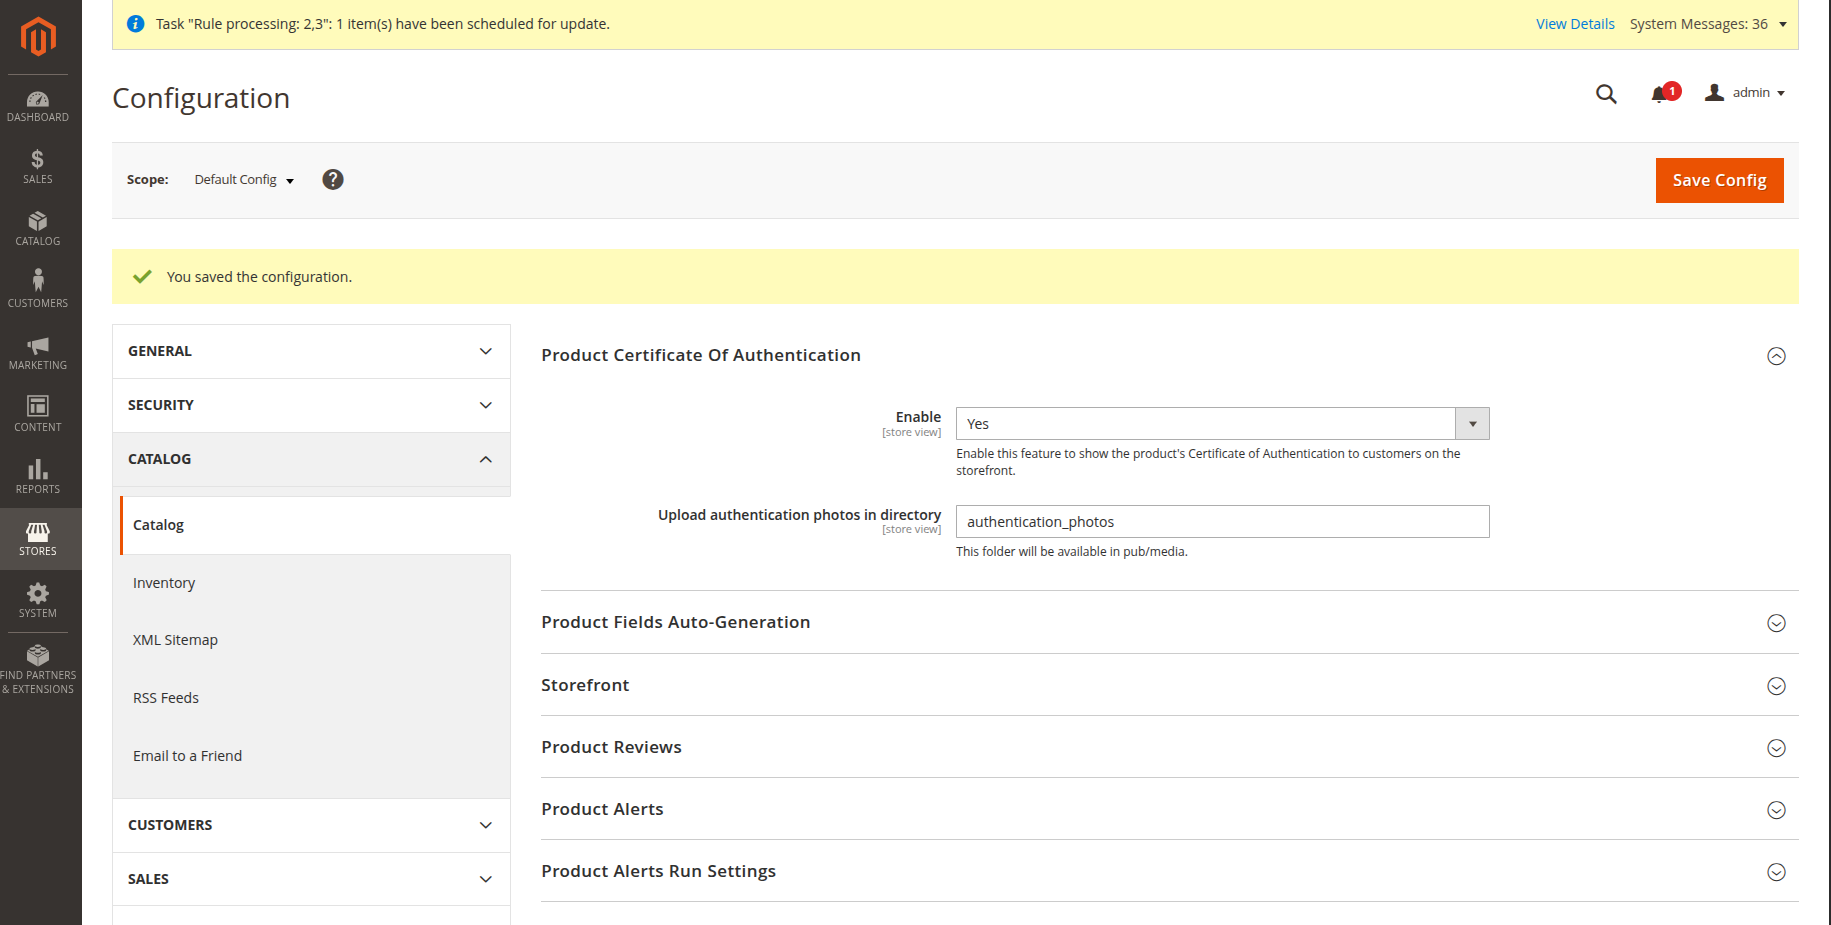 Task "Rule processing: 2,3": 1 item(s) have been scheduled for update.
View Details
System Messages: 36
Configuration
1
admin
Scope:
Default Config
?
Save Config
You saved the configuration.
DASHBOARD
SALES
CATALOG
CUSTOMERS
MARKETING
CONTENT
REPORTS
STORES
SYSTEM
FIND PARTNERS
& EXTENSIONS
GENERAL
SECURITY
CATALOG
Catalog
Inventory
XML Sitemap
RSS Feeds
Email to a Friend
CUSTOMERS
SALES
Product Certificate Of Authentication
Enable
[store view]
Yes
Enable this feature to show the product's Certificate of Authentication to customers on the
storefront.
Upload authentication photos in directory
[store view]
authentication_photos
This folder will be available in pub/media.
Product Fields Auto-Generation
Storefront
Product Reviews
Product Alerts
Product Alerts Run Settings